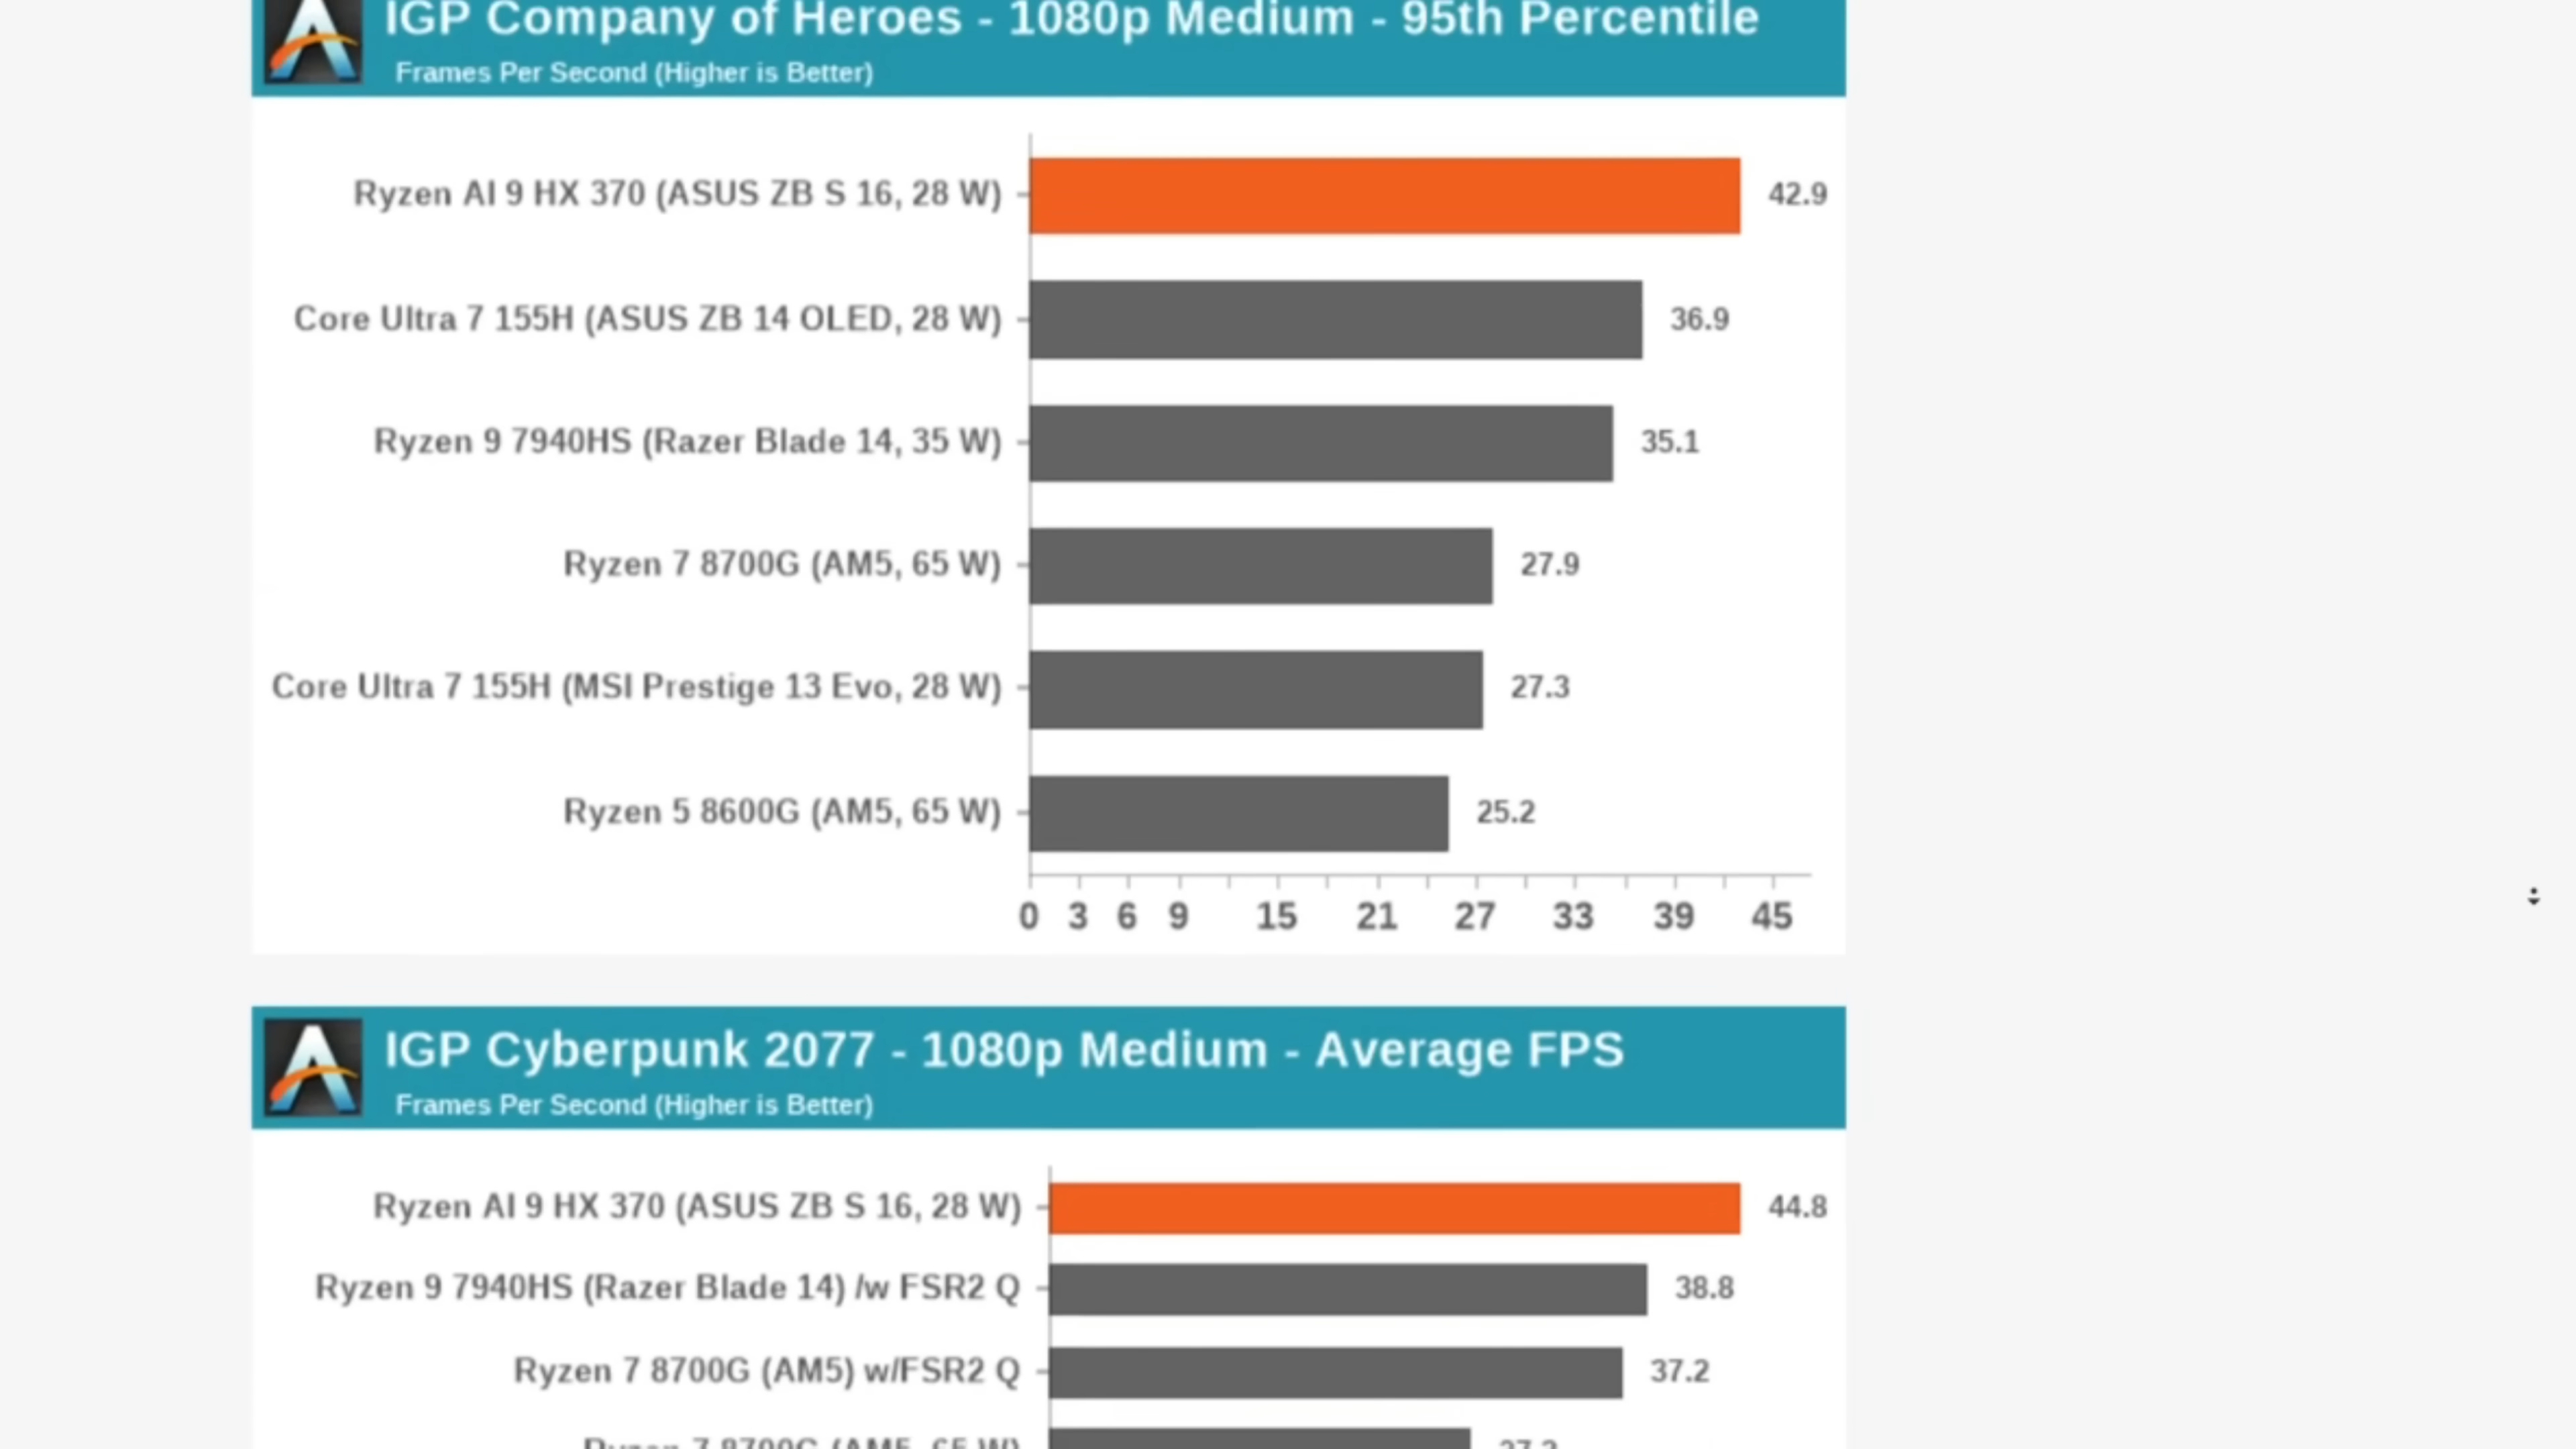 IGP Company of Heroes - 1080p Medium - 95th Percentile
Frames Per Second (Higher is Better)
Ryzen AI 9 HX 370 (ASUS ZB S 16, 28 W) 42.9
Core Ultra 7 155H (ASUS ZB 14 OLED, 28 W) 36.9
Ryzen 9 7940HS (Razer Blade 14, 35 W) 35.1
Ryzen 7 8700G (AM5, 65 W) 27.9
Core Ultra 7 155H (MSI Prestige 13 Evo, 28 W) 27.3
Ryzen 5 8600G (AM5, 65 W) 25.2
0 3 6 9 15 21 27 33 39 45
IGP Cyberpunk 2077 - 1080p Medium - Average FPS
Frames Per Second (Higher is Better)
Ryzen AI 9 HX 370 (ASUS ZB S 16, 28 W) 44.8
Ryzen 9 7940HS (Razer Blade 14) /w FSR2 Q 38.8
Ryzen 7 8700G (AM5) w/FSR2 Q 37.2
Ryzen 7 8700G (AM5, 65 W)